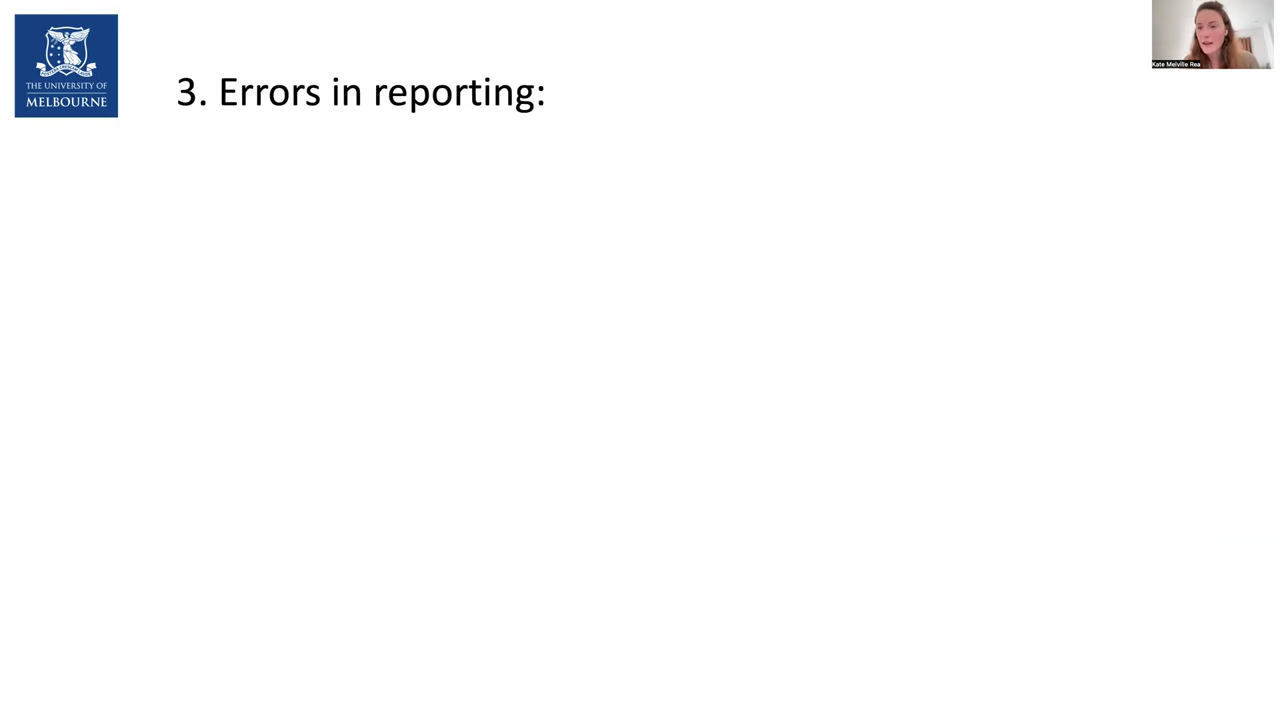 THE UNIVERSITY OF
MELBOURNE
3. Errors in reporting:
Kate Melville Rea